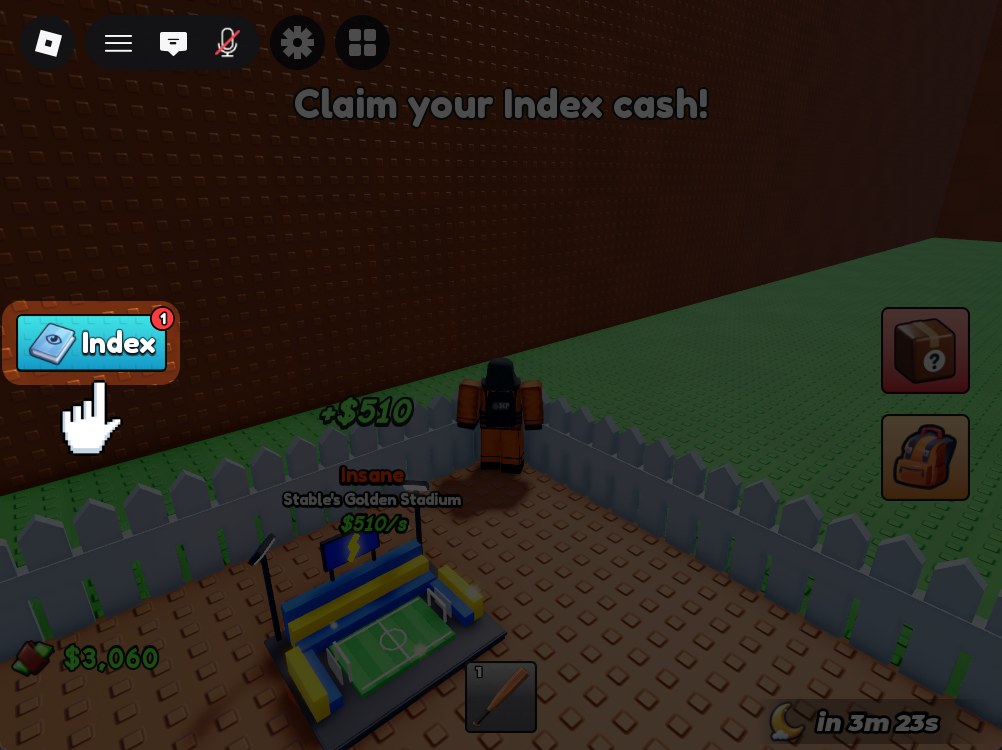 Claim your Index cash!
Index
1
?
+$510
Insane
Stable's Golden Stadium
$510/s
$3,060
1
in 3m 23s